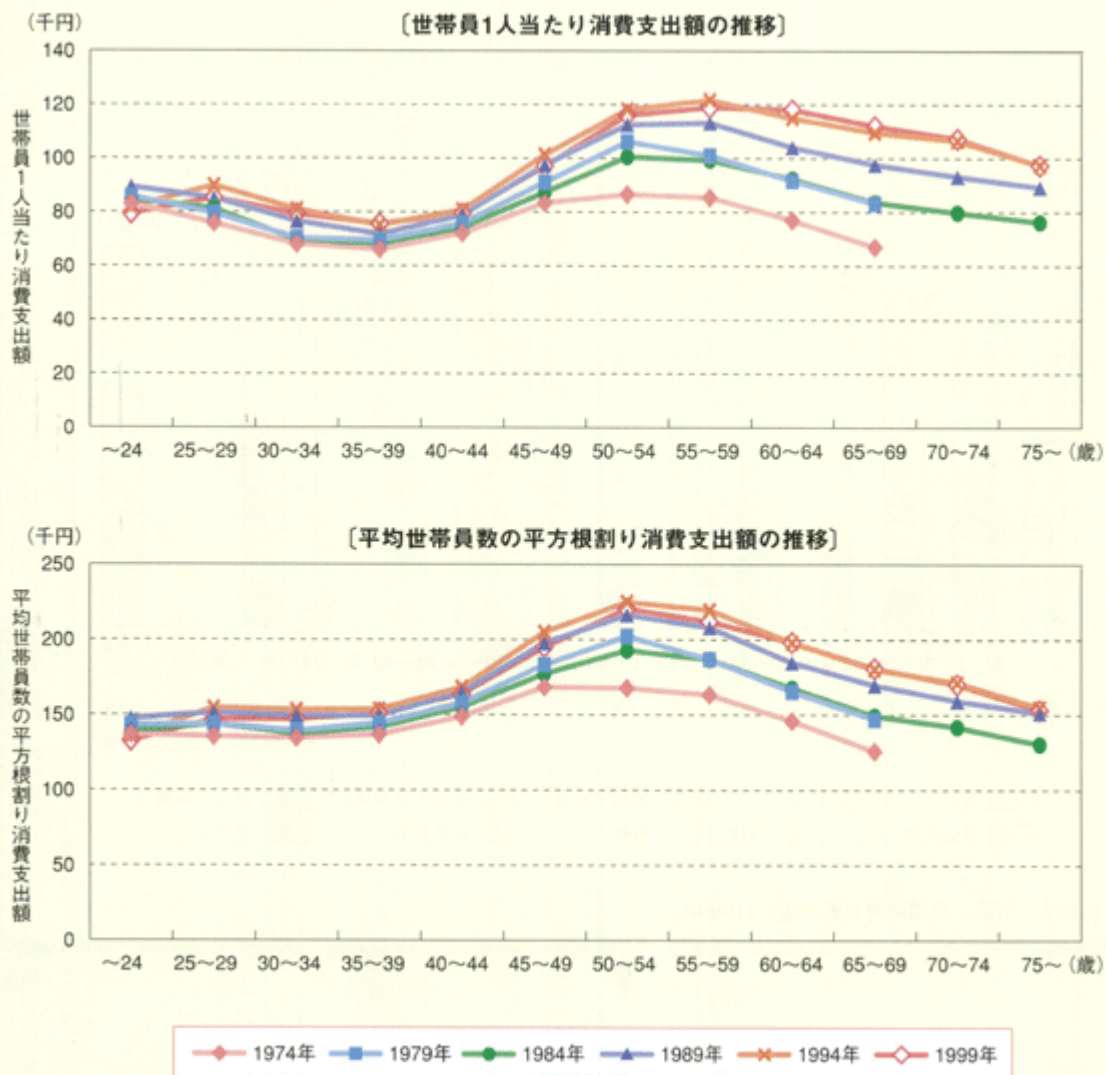 〔世帯員1人当たり消費支出額の推移〕
(千円)
世帯員1人当たり消費支出額
140
120
100
80
60
40
20
0
～24 25～29 30～34 35～39 40～44 45～49 50～54 55～59 60～64 65～69 70～74 75～ (歳)
〔平均世帯員数の平方根割り消費支出額の推移〕
(千円)
平均世帯員数の平方根割り消費支出額
250
200
150
100
50
0
～24 25～29 30～34 35～39 40～44 45～49 50～54 55～59 60～64 65～69 70～74 75～ (歳)
1974年 1979年 1984年 1989年 1994年 1999年